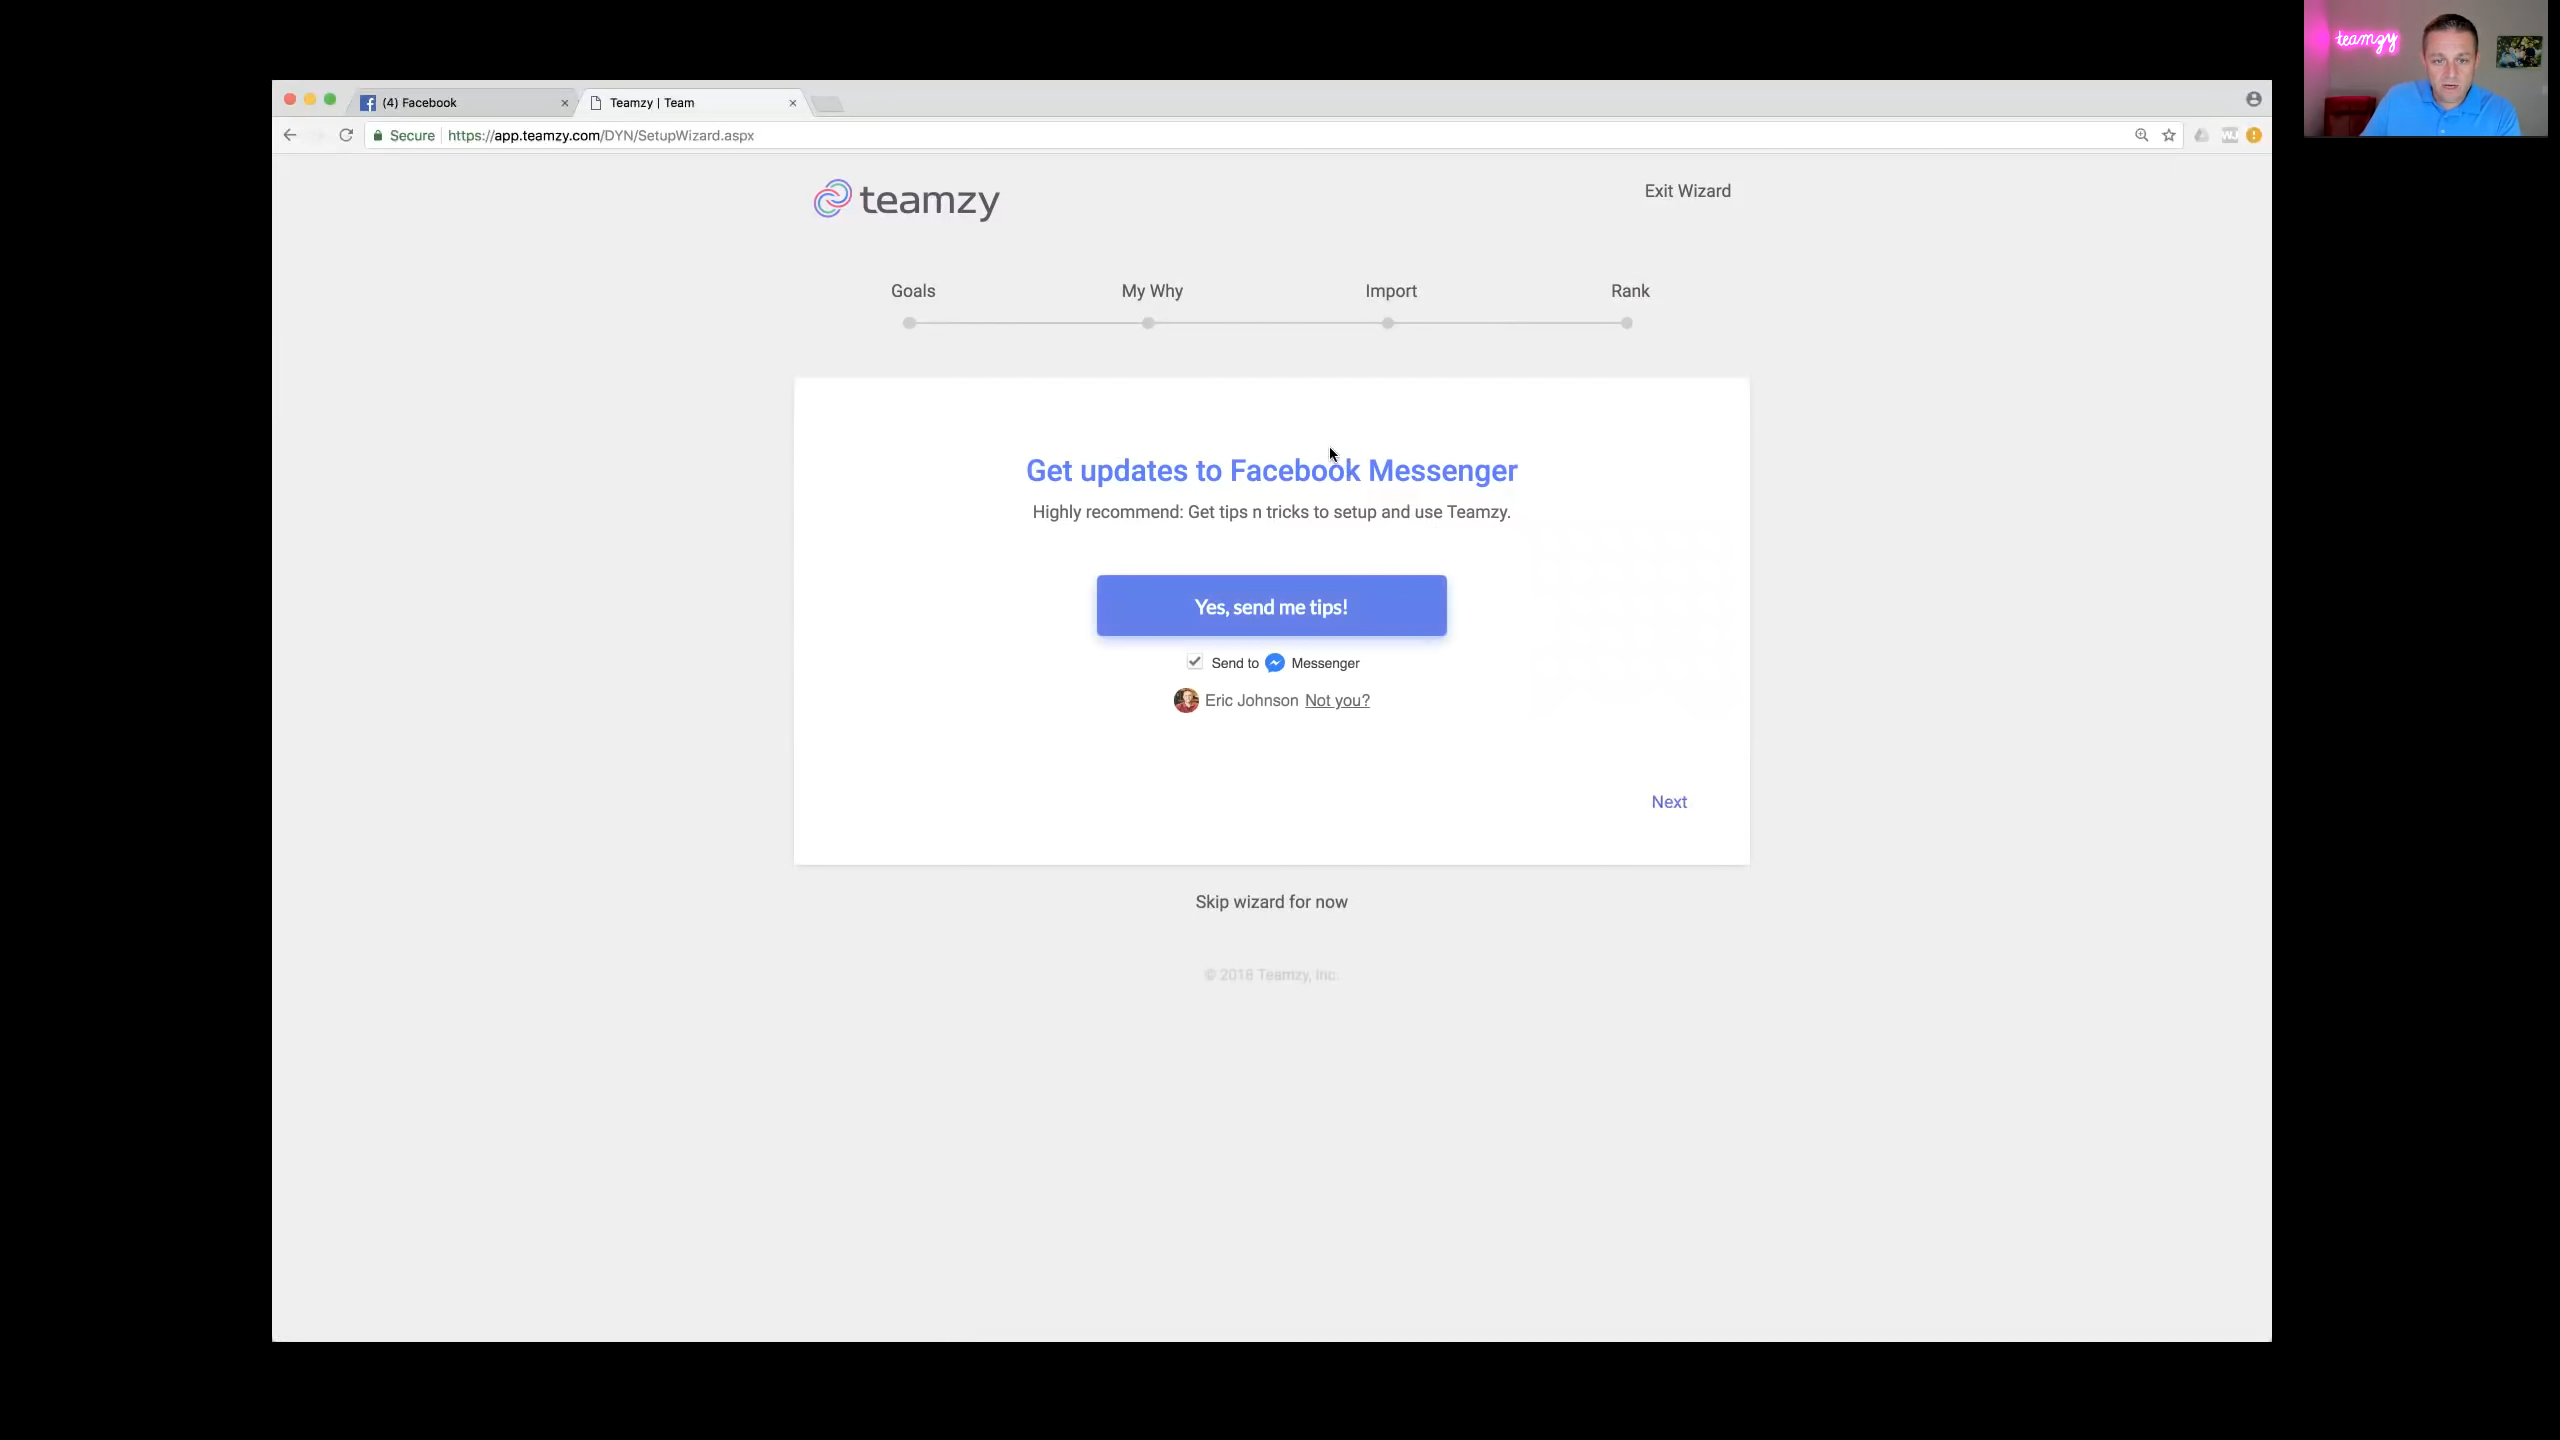 teamzy
(4) Facebook
Teamzy | Team
Secure
https://app.teamzy.com/DYN/SetupWizard.aspx
teamzy
Exit Wizard
Goals
My Why
Import
Rank
Get updates to Facebook Messenger
Highly recommend: Get tips n tricks to setup and use Teamzy.
Yes, send me tips!
Send to Messenger
Eric Johnson Not you?
Next
Skip wizard for now
© 2018 Teamzy, Inc.